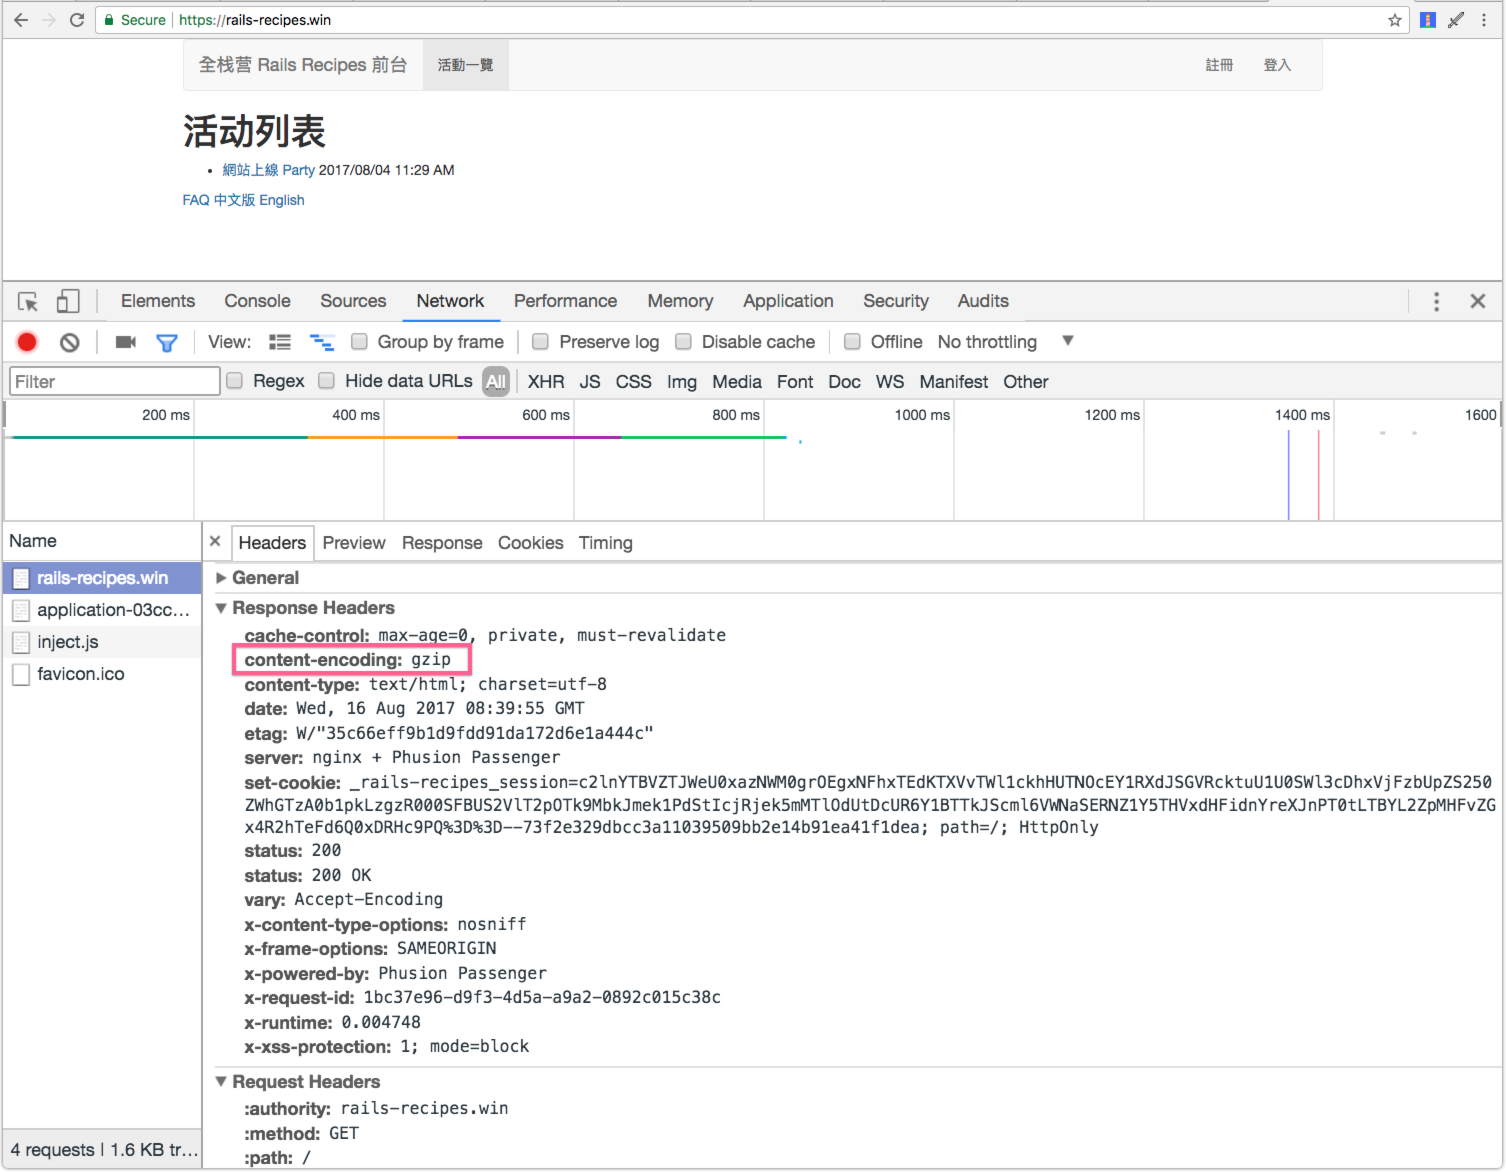 Secure https://rails-recipes.win
全栈营 Rails Recipes 前台 活動一覽 註冊 登入
活动列表
網站上線 Party 2017/08/04 11:29 AM
FAQ 中文版 English
Elements Console Sources Network Performance Memory Application Security Audits
View: Group by frame Preserve log Disable cache Offline No throttling
Filter Regex Hide data URLs All XHR JS CSS Img Media Font Doc WS Manifest Other
200 ms 400 ms 600 ms 800 ms 1000 ms 1200 ms 1400 ms 1600
Name Headers Preview Response Cookies Timing
rails-recipes.win
application-03cc...
inject.js
favicon.ico
General
Response Headers
cache-control: max-age=0, private, must-revalidate
content-encoding: gzip
content-type: text/html; charset=utf-8
date: Wed, 16 Aug 2017 08:39:55 GMT
etag: W/"35c66eff9b1d9fdd91da172d6e1a444c"
server: nginx + Phusion Passenger
set-cookie: _rails-recipes_session=c2lnYTBVZTJWeU0xazNWM0grOEgxNFhxTEdKTXVvTWl1ckhHUTNOcEY1RXdJSGVRcktuU1U0SWl3cDhxVjFzbUpZS250
ZWhGTzA0b1pkLzgzR000SFBUS2VlT2pOTk9MbkJmek1PdStIcjRjek5mMTlOdUtDcUR6Y1BTTkJScml6VWNaSERNZ1Y5THVxdHFidnYreXJnPT0tLTBYL2ZpMHFvZG
x4R2hTeFd6Q0xDRHc9PQ%3D%3D--73f2e329dbcc3a11039509bb2e14b91ea41f1dea; path=/; HttpOnly
status: 200
status: 200 OK
vary: Accept-Encoding
x-content-type-options: nosniff
x-frame-options: SAMEORIGIN
x-powered-by: Phusion Passenger
x-request-id: 1bc37e96-d9f3-4d5a-a9a2-0892c015c38c
x-runtime: 0.004748
x-xss-protection: 1; mode=block
Request Headers
:authority: rails-recipes.win
:method: GET
:path: /
4 requests | 1.6 KB tr...